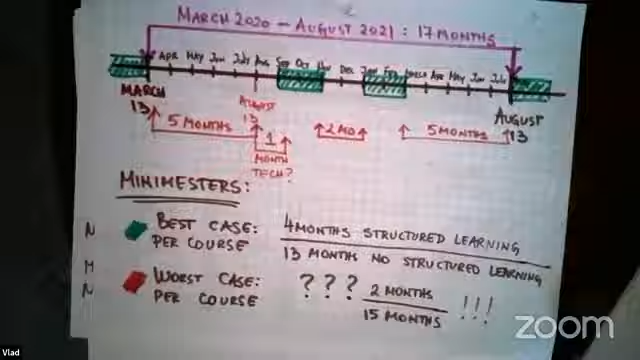 MARCH 2020 - AUGUST 2021 : 17 MONTHS
APR MAY JUN JULY AUG SEP OCT NOV DEC JAN FEB MARCH APR MAY JUN JULY
MARCH 13
AUGUST 13
AUGUST 13
5 MONTHS
1 MONTH TECH?
2 MO
5 MONTHS
MINIMESTERS:
BEST CASE: PER COURSE
4 MONTHS STRUCTURED LEARNING
13 MONTHS NO STRUCTURED LEARNING
WORST CASE: PER COURSE
? ? ? 2 MONTHS
15 MONTHS !!!
N
M
N
Vlad
zoom